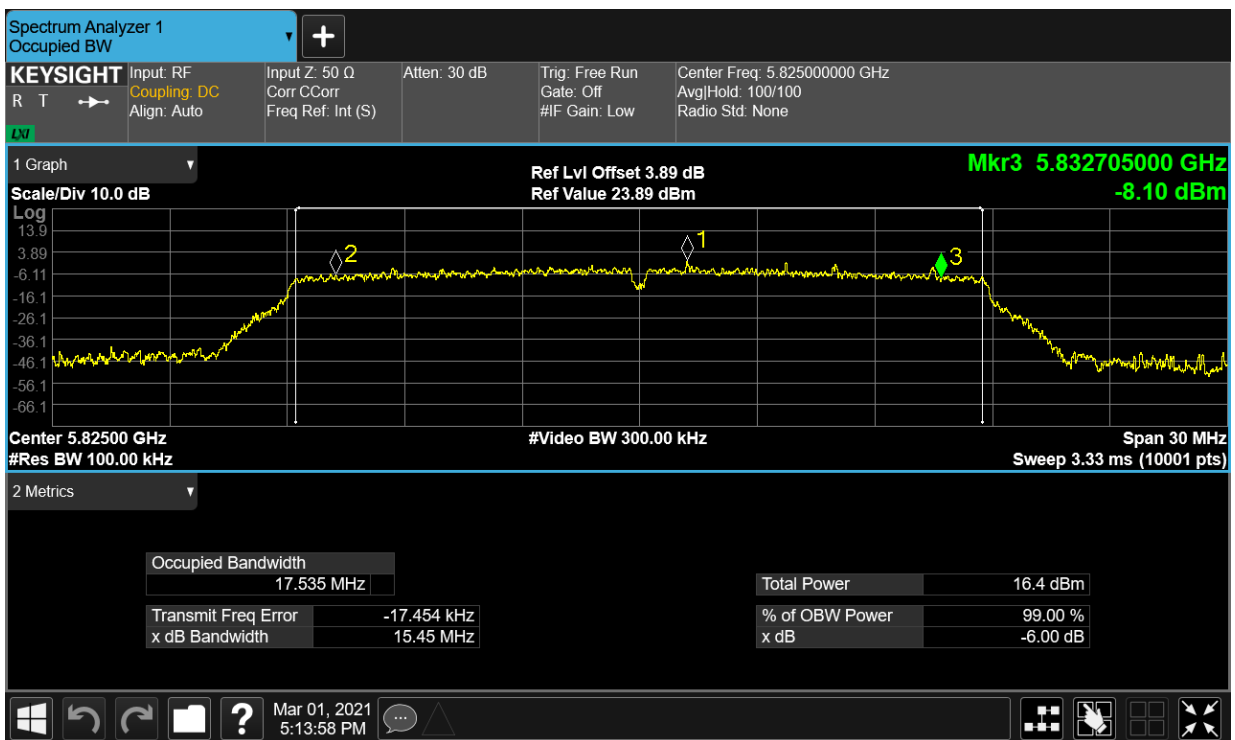 Spectrum Analyzer 1
Occupied BW
▼
+
KEYSIGHT
R T
LXI
Input: RF
Coupling: DC
Align: Auto
Input Z: 50 Ω
Corr CCorr
Freq Ref: Int (S)
Atten: 30 dB
Trig: Free Run
Gate: Off
#IF Gain: Low
Center Freq: 5.825000000 GHz
Avg|Hold: 100/100
Radio Std: None
1 Graph ▼
Scale/Div 10.0 dB
Ref Lvl Offset 3.89 dB
Ref Value 23.89 dBm
Mkr3 5.832705000 GHz
-8.10 dBm
Log
13.9
3.89
-6.11
-16.1
-26.1
-36.1
-46.1
-56.1
-66.1
2
1
3
Center 5.82500 GHz
#Res BW 100.00 kHz
#Video BW 300.00 kHz
Span 30 MHz
Sweep 3.33 ms (10001 pts)
2 Metrics ▼
Occupied Bandwidth
17.535 MHz
Transmit Freq Error -17.454 kHz
x dB Bandwidth 15.45 MHz
Total Power 16.4 dBm
% of OBW Power 99.00 %
x dB -6.00 dB
?
Mar 01, 2021
5:13:58 PM